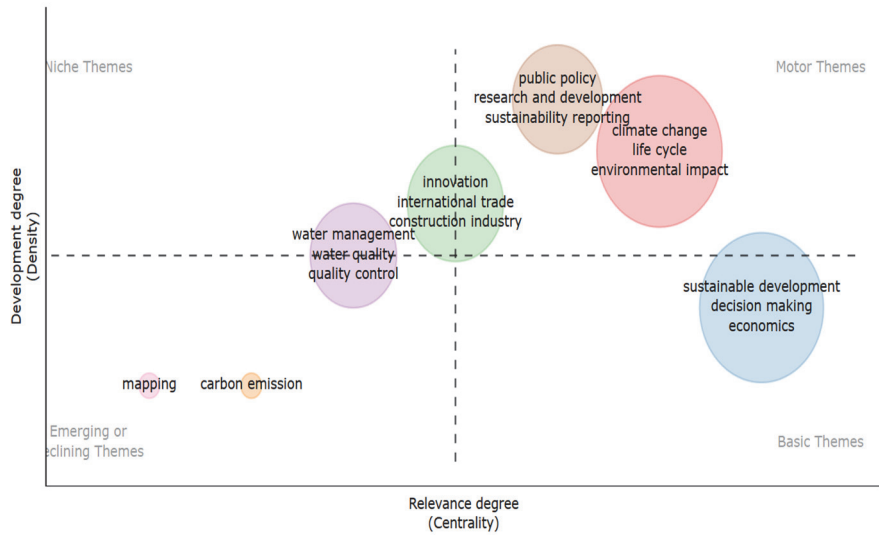 Niche Themes
Motor Themes
public policy
research and development
sustainability reporting
climate change
life cycle
environmental impact
innovation
international trade
construction industry
water management
water quality
quality control
sustainable development
decision making
economics
mapping
carbon emission
Emerging or
eclining Themes
Basic Themes
Development degree
(Density)
Relevance degree
(Centrality)